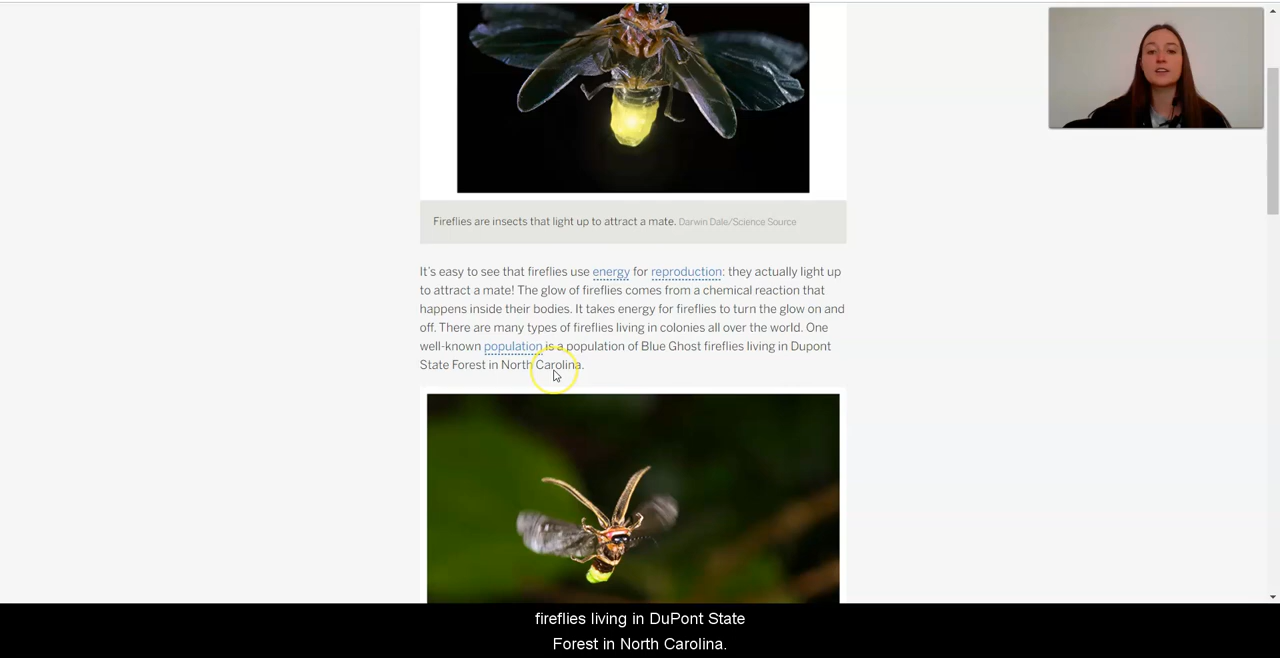 Fireflies are insects that light up to attract a mate. Darwin Dale/Science Source
It's easy to see that fireflies use energy for reproduction: they actually light up
to attract a mate! The glow of fireflies comes from a chemical reaction that
happens inside their bodies. It takes energy for fireflies to turn the glow on and
off. There are many types of fireflies living in colonies all over the world. One
well-known population is a population of Blue Ghost fireflies living in Dupont
State Forest in North Carolina.
fireflies living in DuPont State
Forest in North Carolina.